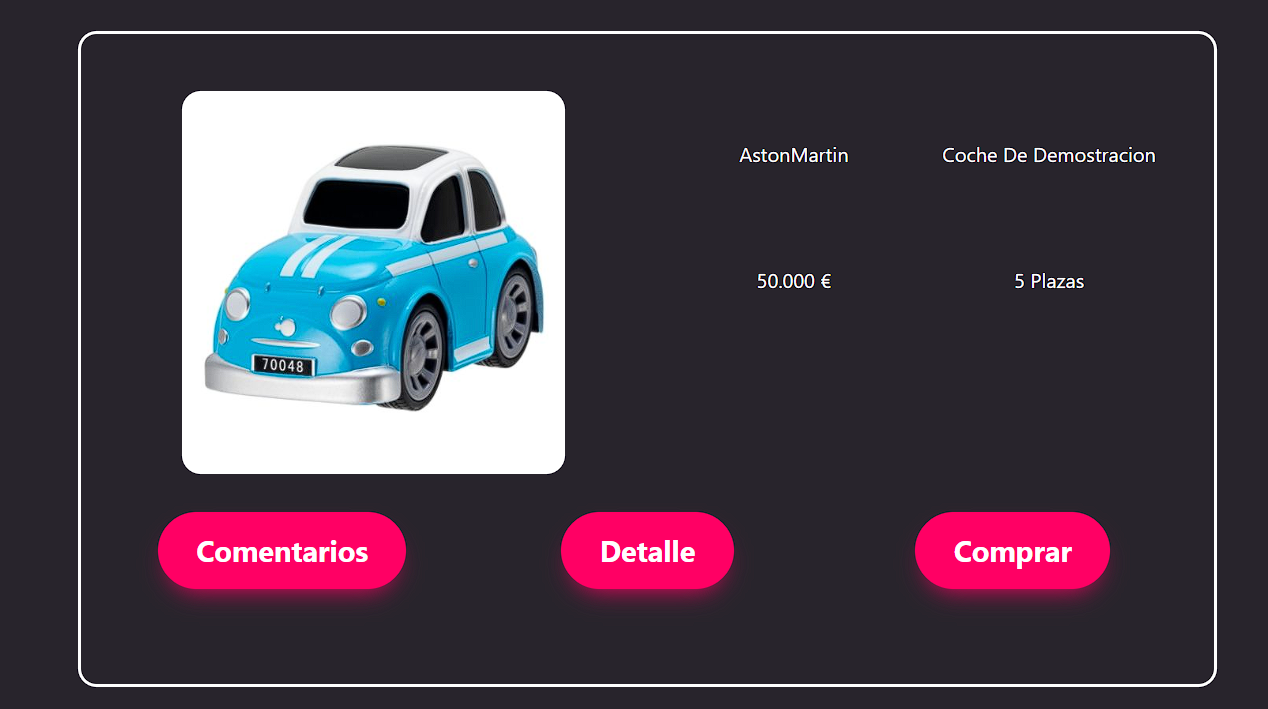 AstonMartin
Coche De Demostracion
50.000 €
5 Plazas
70048
Comentarios
Detalle
Comprar